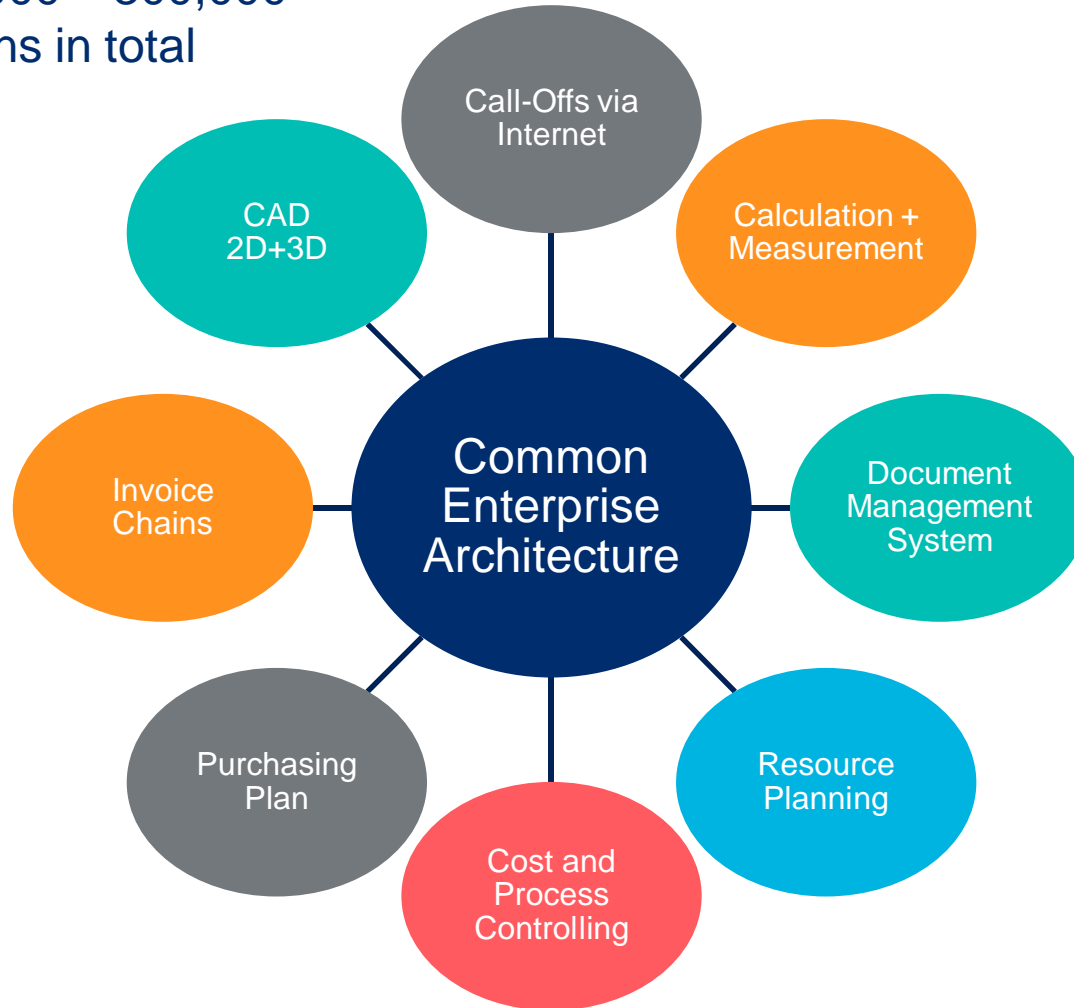 ns in total
Call-Offs via
Internet
CAD
2D+3D
Calculation +
Measurement
Invoice
Chains
Common
Enterprise
Architecture
Document
Management
System
Purchasing
Plan
Resource
Planning
Cost and
Process
Controlling